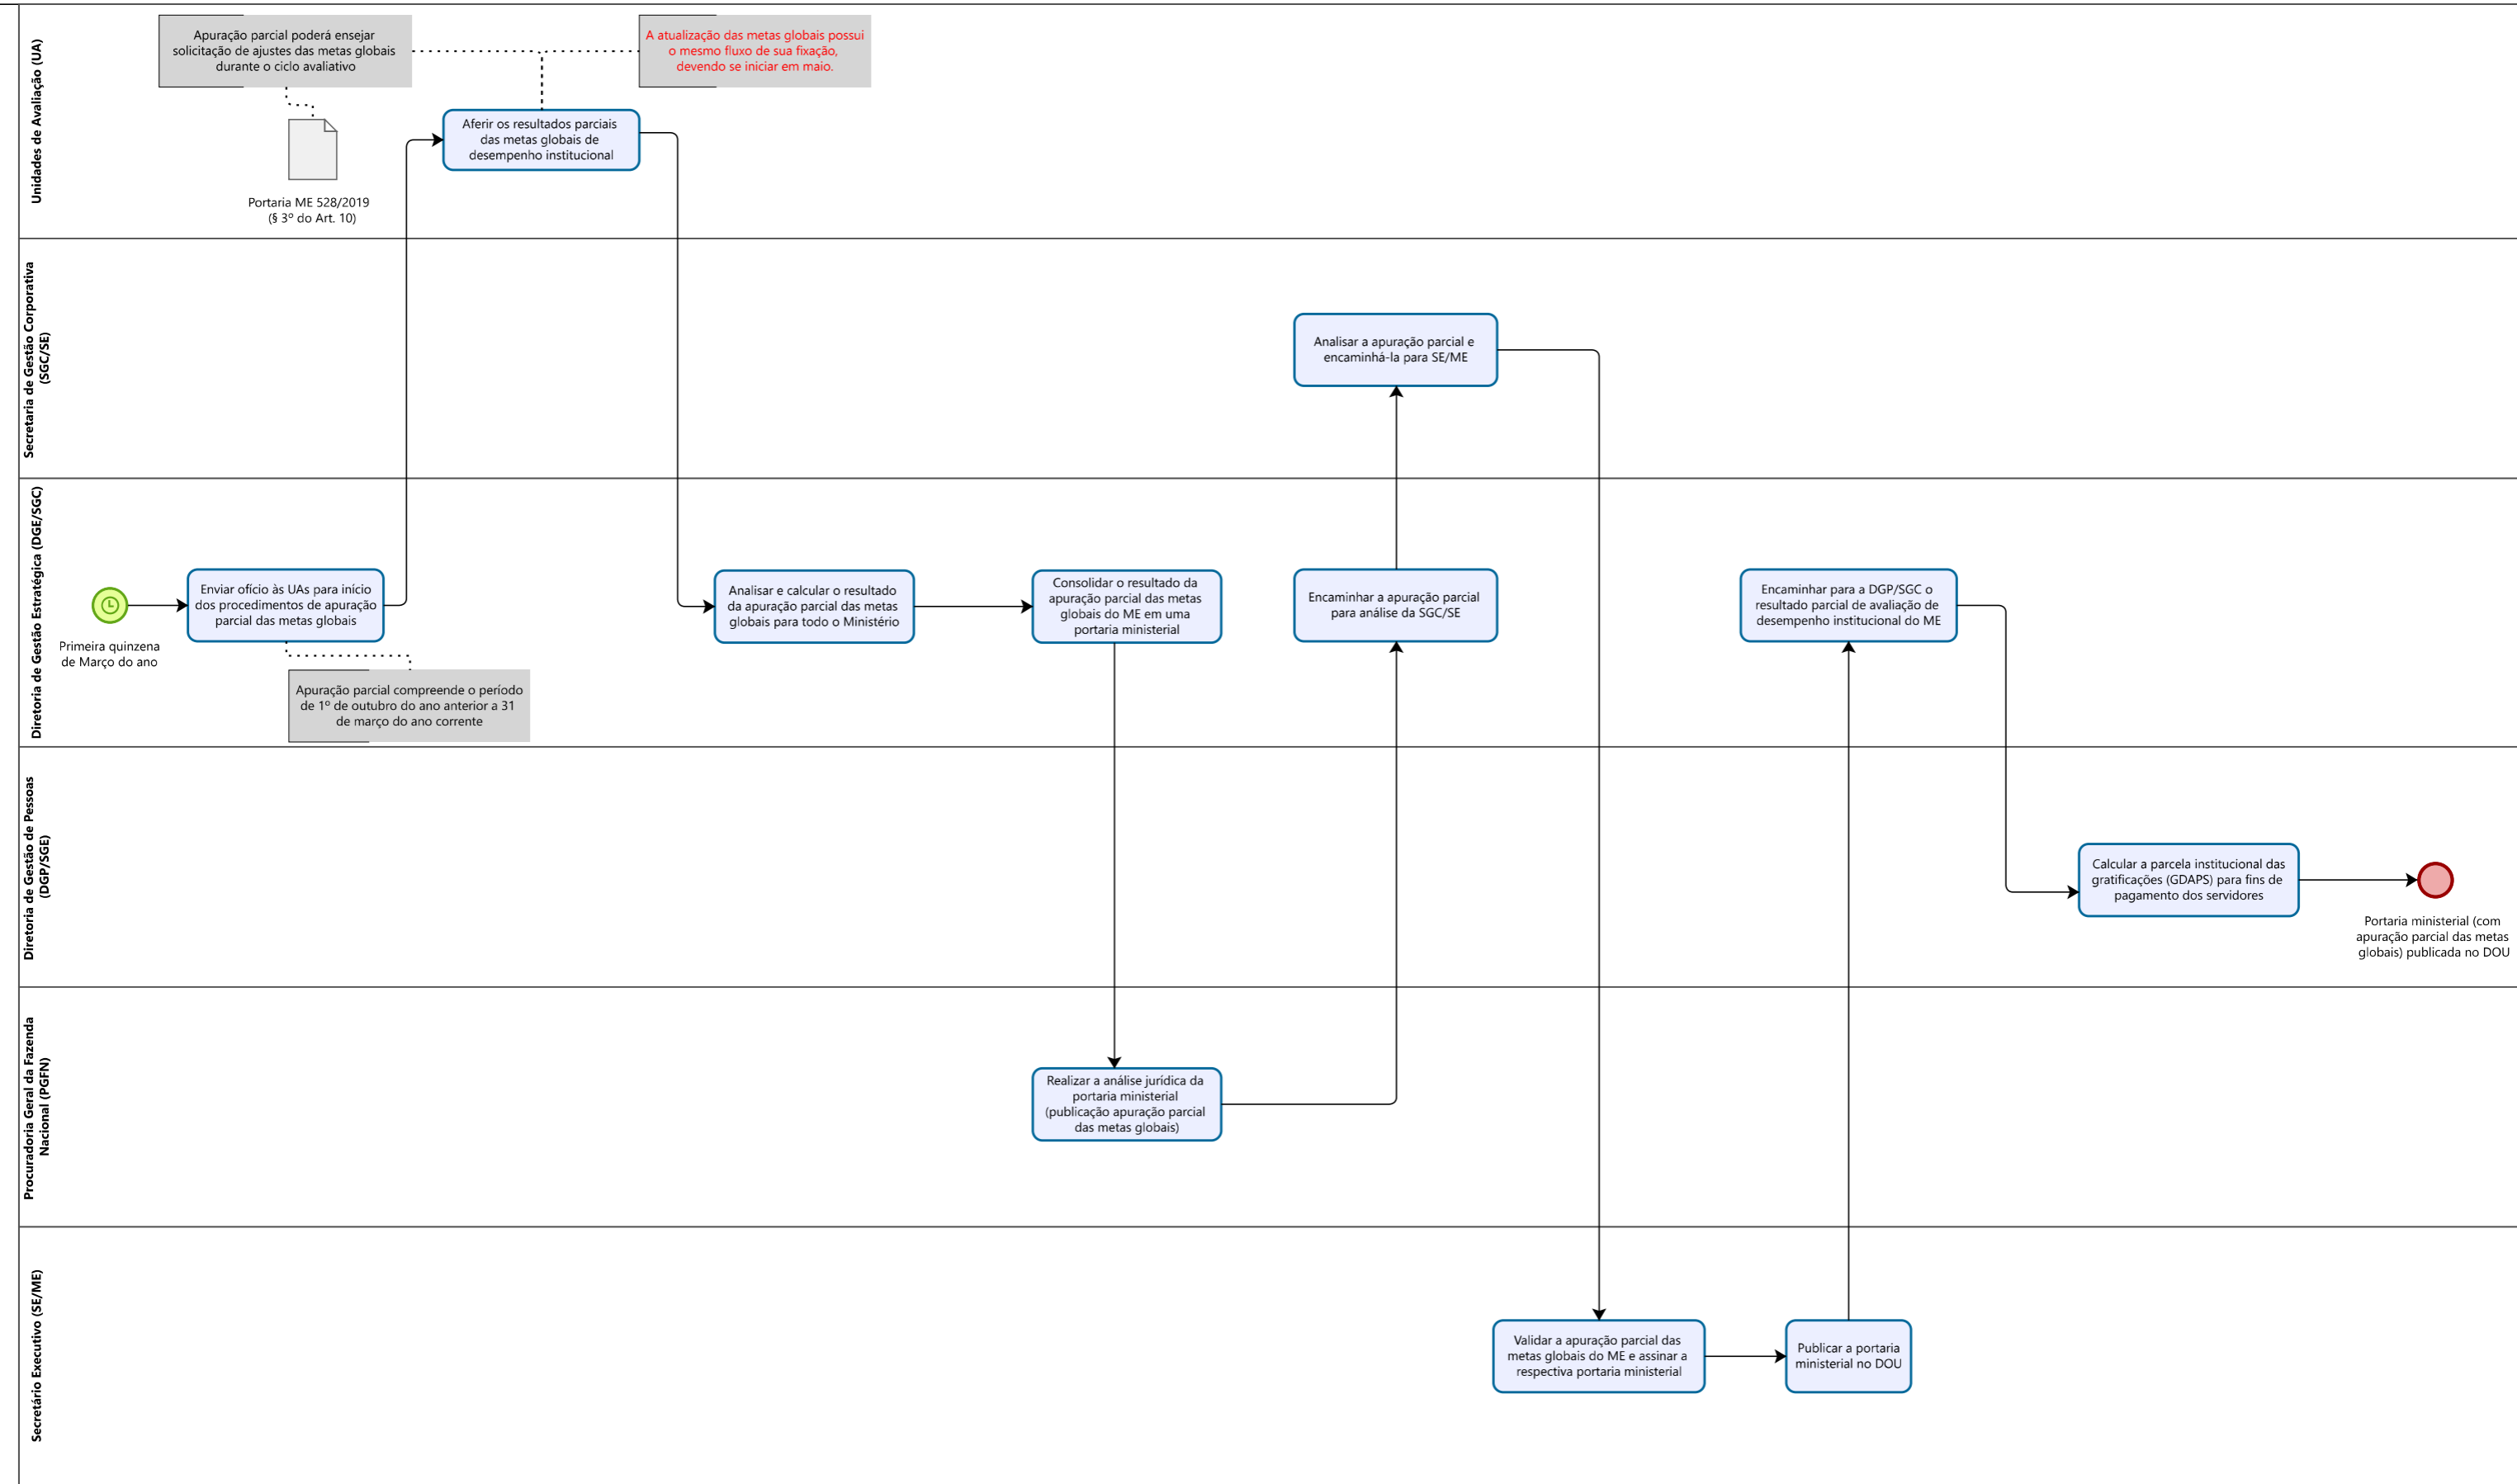 Unidades de Avaliação (UA)
Apuração parcial poderá ensejar
solicitação de ajustes das metas globais
durante o ciclo avaliativo
A atualização das metas globais possui
o mesmo fluxo de sua fixação,
devendo se iniciar em maio.
Aferir os resultados parciais
das metas globais de
desempenho institucional
Portaria ME 528/2019
(§ 3º do Art. 10)
Secretaria de Gestão Corporativa
(SGC/SE)
Analisar a apuração parcial e
encaminhá-la para SE/ME
Diretoria de Gestão Estratégica (DGE/SGC)
Primeira quinzena
de Março do ano
Enviar ofício às UAs para início
dos procedimentos de apuração
parcial das metas globais
Apuração parcial compreende o período
de 1º de outubro do ano anterior a 31
de março do ano corrente
Analisar e calcular o resultado
da apuração parcial das metas
globais para todo o Ministério
Consolidar o resultado da
apuração parcial das metas
globais do ME em uma
portaria ministerial
Encaminhar a apuração parcial
para análise da SGC/SE
Encaminhar para a DGP/SGC o
resultado parcial de avaliação de
desempenho institucional do ME
Diretoria de Gestão de Pessoas
(DGP/SGE)
Calcular a parcela institucional das
gratificações (GDAPS) para fins de
pagamento dos servidores
Portaria ministerial (com
apuração parcial das metas
globais) publicada no DOU
Procuradoria Geral da Fazenda
Nacional (PGFN)
Realizar a análise jurídica da
portaria ministerial
(publicação apuração parcial
das metas globais)
Secretário Executivo (SE/ME)
Validar a apuração parcial das
metas globais do ME e assinar a
respectiva portaria ministerial
Publicar a portaria
ministerial no DOU